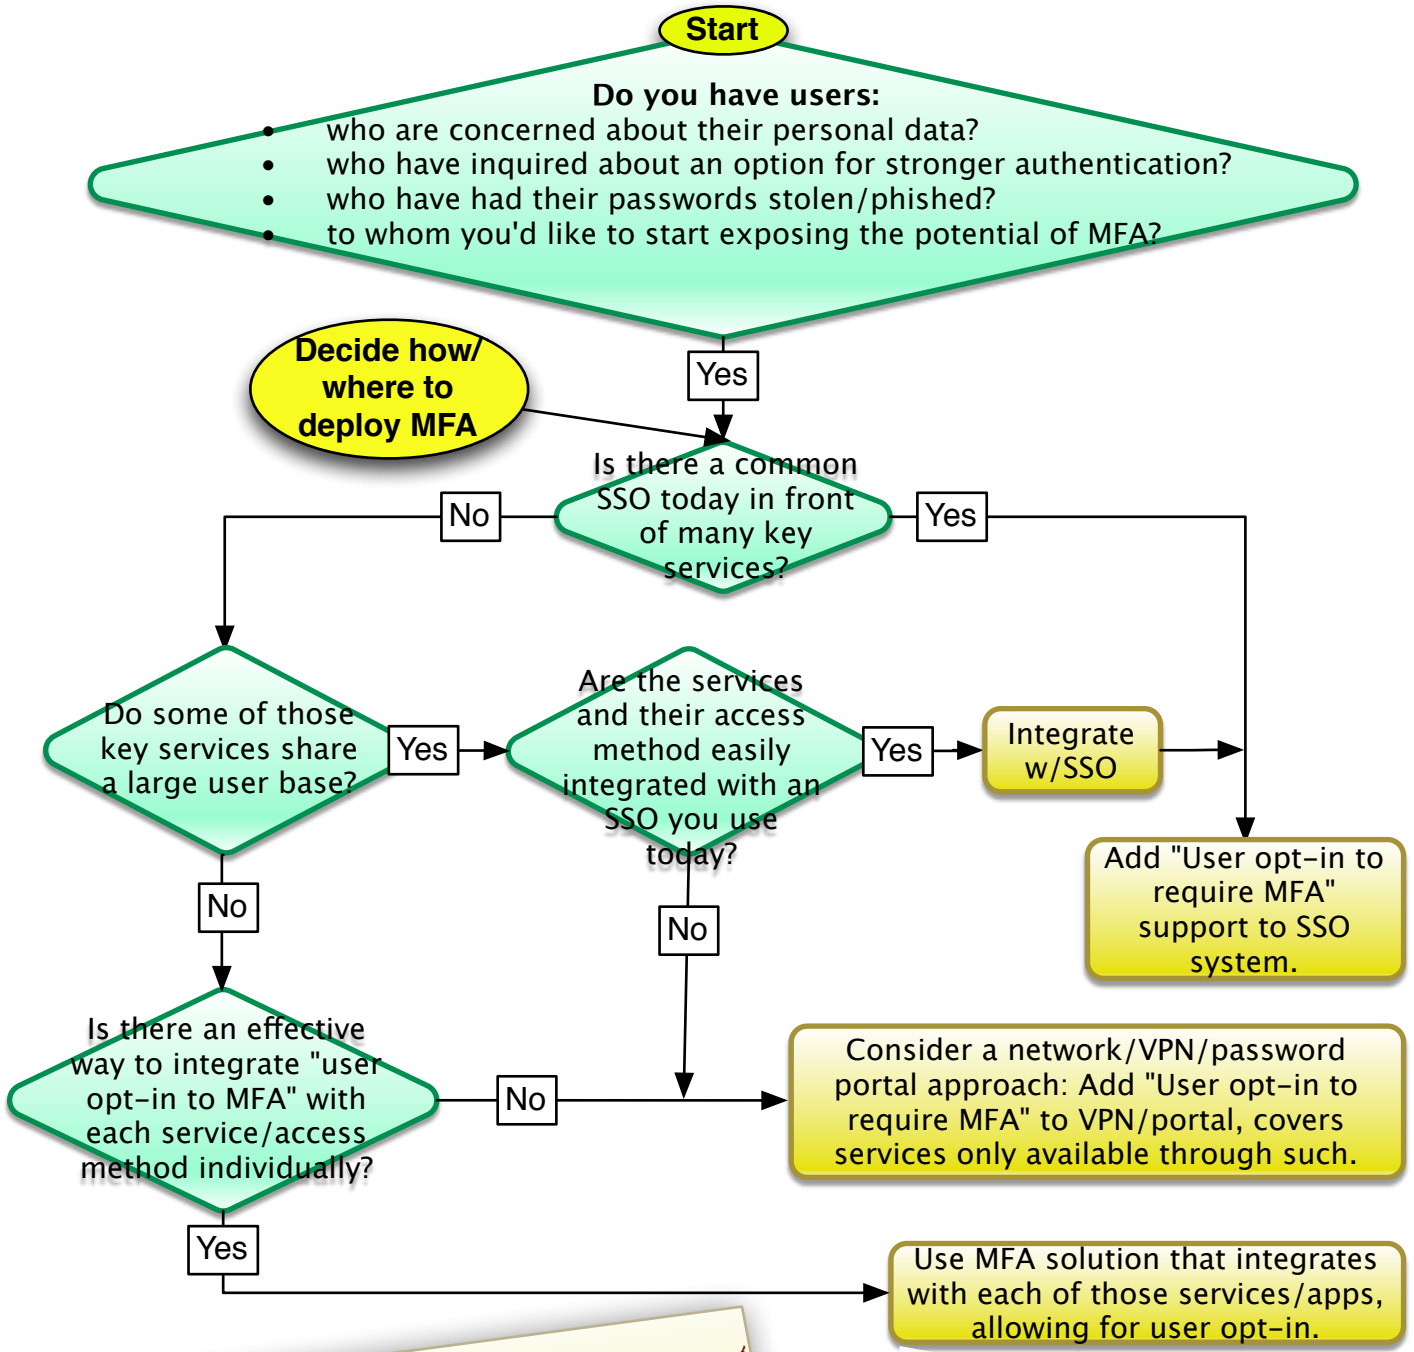 Start
Do you have users:
• who are concerned about their personal data?
• who have inquired about an option for stronger authentication?
• who have had their passwords stolen/phished?
• to whom you'd like to start exposing the potential of MFA?
Decide how/
where to
deploy MFA
Yes
Is there a common
SSO today in front
of many key
services?
No
Yes
Do some of those
key services share
a large user base?
Yes
Are the services
and their access
method easily
integrated with an
SSO you use
today?
Yes
Integrate
w/SSO
Add "User opt-in to
require MFA"
support to SSO
system.
No
No
Is there an effective
way to integrate "user
opt-in to MFA" with
each service/access
method individually?
No
Consider a network/VPN/password
portal approach: Add "User opt-in to
require MFA" to VPN/portal, covers
services only available through such.
Yes
Use MFA solution that integrates
with each of those services/apps,
allowing for user opt-in.